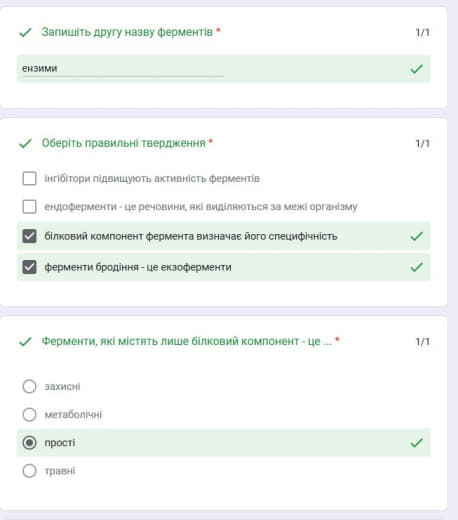 Запишіть другу назву ферментів *
1/1
ензими
Оберіть правильні твердження *
1/1
інгібітори підвищують активність ферментів
ендоферменти - це речовини, які виділяються за межі організму
білковий компонент фермента визначає його специфічність
ферменти бродіння - це екзоферменти
Ферменти, які містять лише білковий компонент - це ... *
1/1
захисні
метаболічні
прості
травні